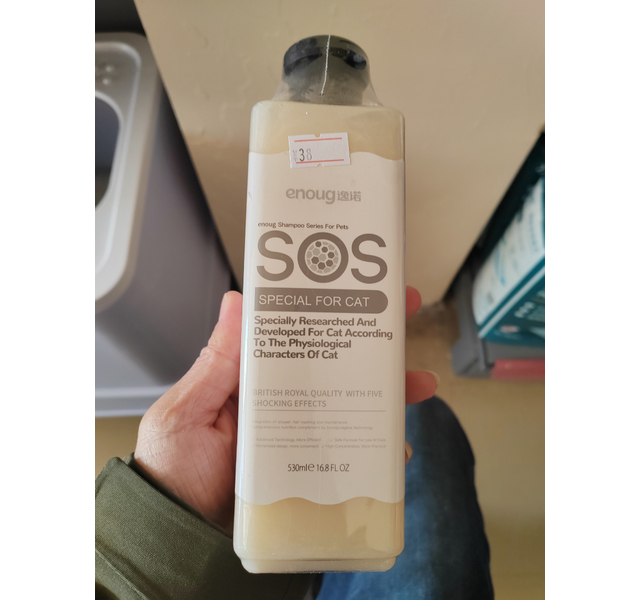 38
enoug逸诺
enoug Shampoo Series For Pets
SOS
SPECIAL FOR CAT
Specially Researched And
Developed For Cat According
To The Physiological
Characters Of Cat
BRITISH ROYAL QUALITY WITH FIVE
SHOCKING EFFECTS
530ml℮16.8 FL OZ